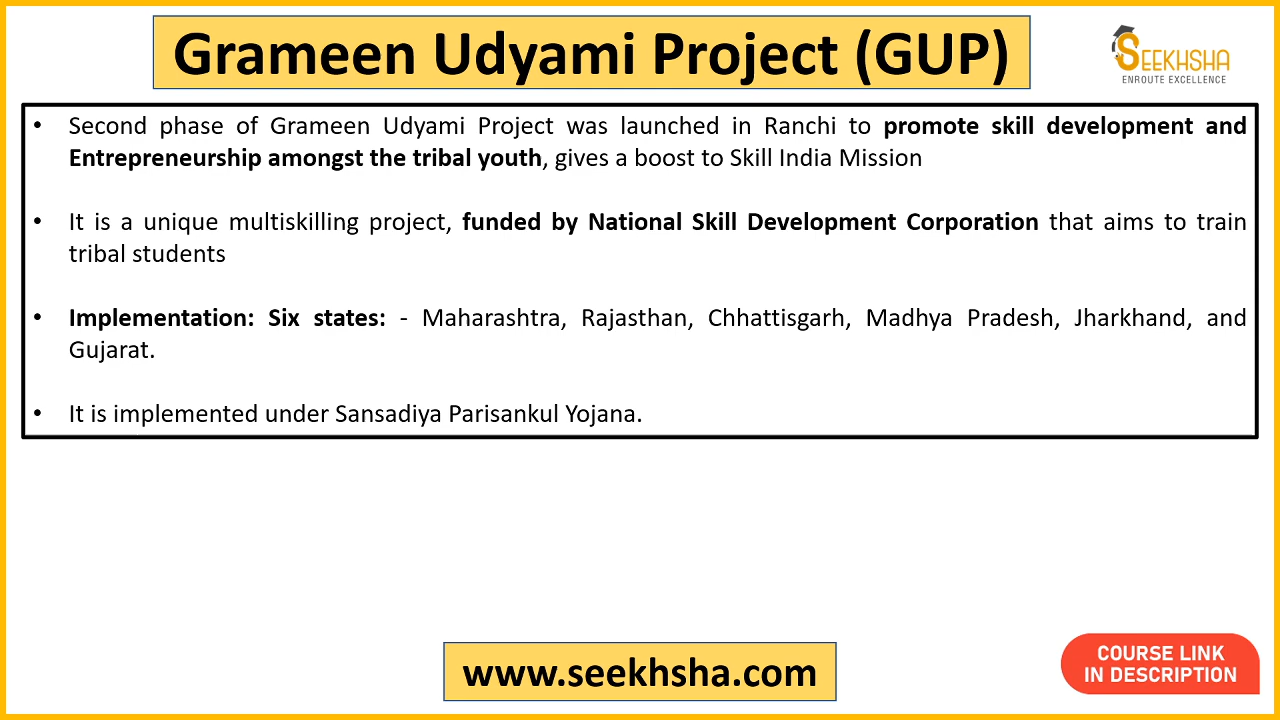 Grameen Udyami Project (GUP)
SEEKHSHA
ENROUTE EXCELLENCE
• Second phase of Grameen Udyami Project was launched in Ranchi to promote skill development and
Entrepreneurship amongst the tribal youth, gives a boost to Skill India Mission
• It is a unique multiskilling project, funded by National Skill Development Corporation that aims to train
tribal students
• Implementation: Six states: - Maharashtra, Rajasthan, Chhattisgarh, Madhya Pradesh, Jharkhand, and
Gujarat.
• It is implemented under Sansadiya Parisankul Yojana.
www.seekhsha.com
COURSE LINK
IN DESCRIPTION